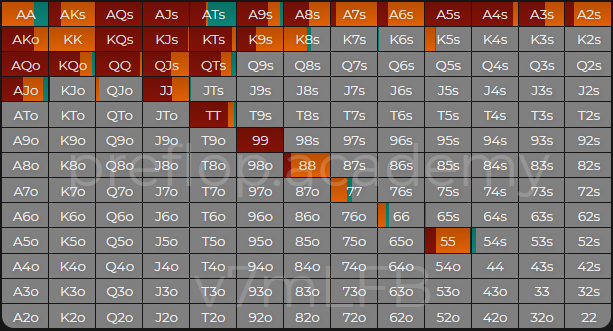 AA AKs AQs AJs ATs A9s A8s A7s A6s A5s A4s A3s A2s
AKo KK KQs KJs KTs K9s K8s K7s K6s K5s K4s K3s K2s
AQo KQo QQ QJs QTs Q9s Q8s Q7s Q6s Q5s Q4s Q3s Q2s
AJo KJo QJo JJ JTs J9s J8s J7s J6s J5s J4s J3s J2s
ATo KTo QTo JTo TT T9s T8s T7s T6s T5s T4s T3s T2s
A9o K9o Q9o J9o T9o 99 98s 97s 96s 95s 94s 93s 92s
A8o K8o Q8o J8o T8o 98o 88 87s 86s 85s 84s 83s 82s
preflop.academy
A7o K7o Q7o J7o T7o 97o 87o 77 76s 75s 74s 73s 72s
A6o K6o Q6o J6o T6o 96o 86o 76o 66 65s 64s 63s 62s
A5o K5o Q5o J5o T5o 95o 85o 75o 65o 55 54s 53s 52s
A4o K4o Q4o J4o T4o 94o 84o 74o 64o 54o 44 43s 42s
v7mLFB
A3o K3o Q3o J3o T3o 93o 83o 73o 63o 53o 43o 33 32s
A2o K2o Q2o J2o T2o 92o 82o 72o 62o 52o 42o 32o 22